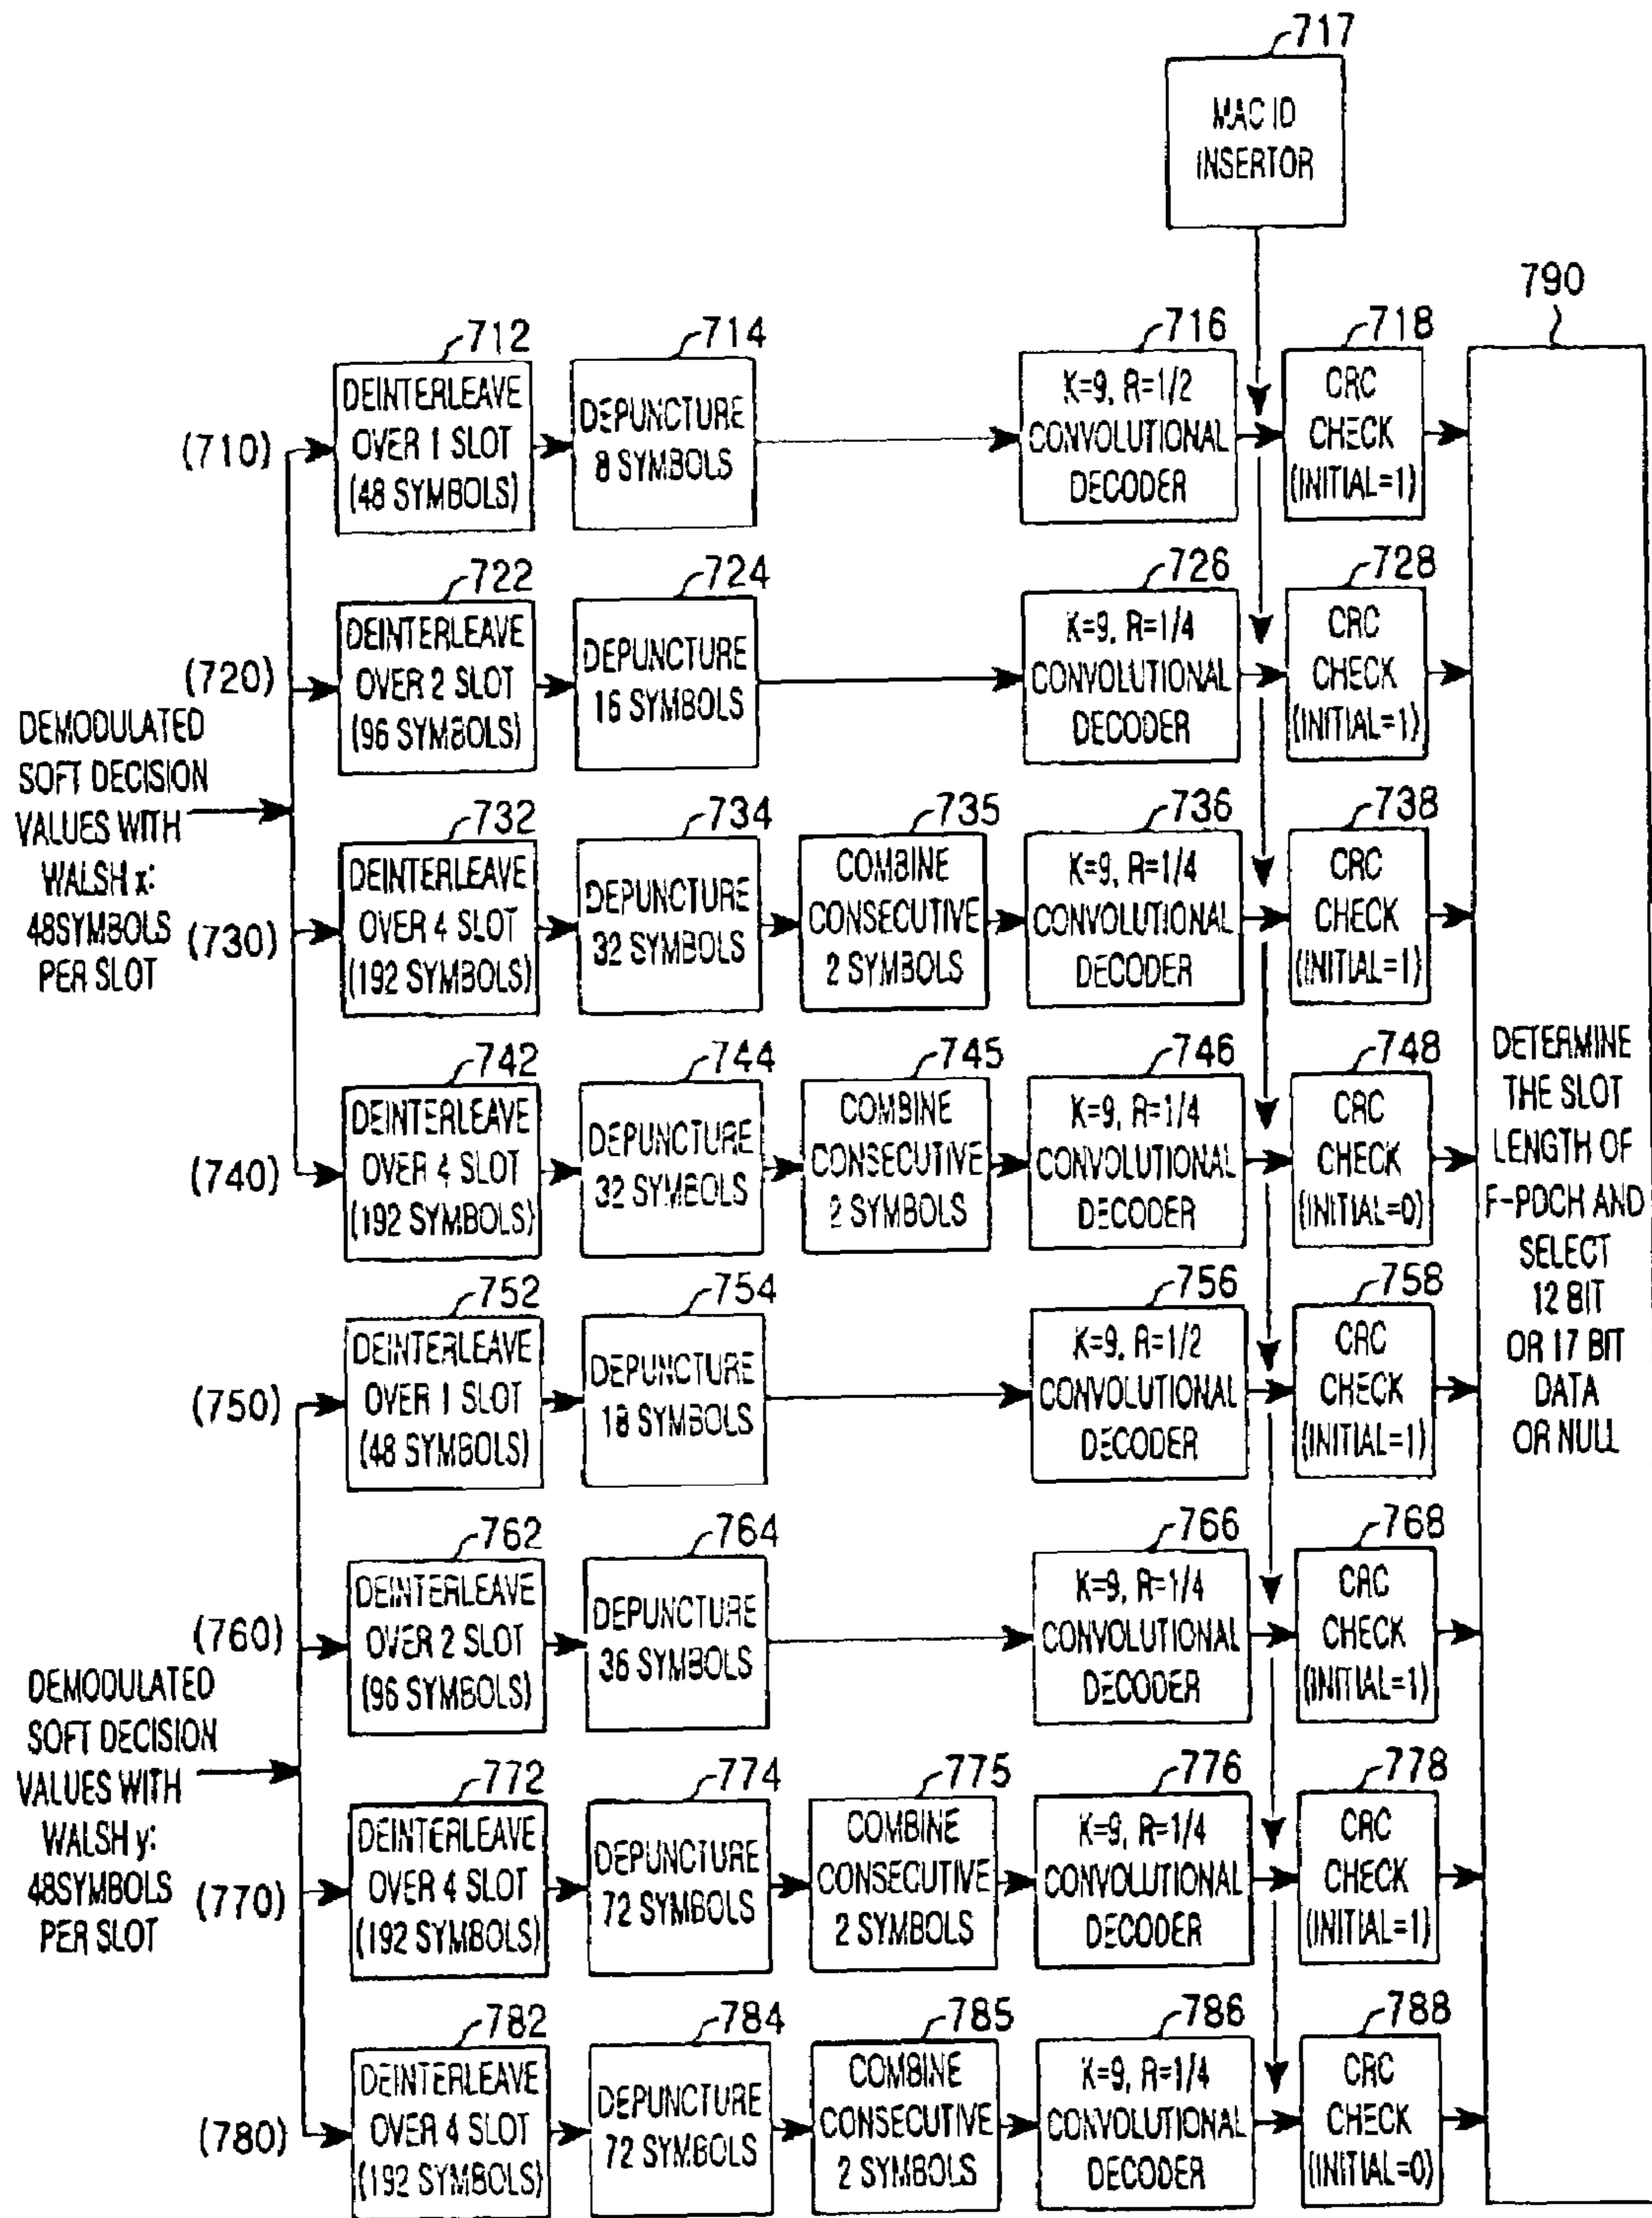 717
MAC ID
INSERTOR
790
712
714
716
718
(710)
DEINTERLEAVE
OVER 1 SLOT
(48 SYMBOLS)
DEPUNCTURE
8 SYMBOLS
K=9, R=1/2
CONVOLUTIONAL
DECODER
CRC
CHECK
(INITIAL=1)
722
724
726
728
(720)
DEINTERLEAVE
OVER 2 SLOT
(96 SYMBOLS)
DEPUNCTURE
16 SYMBOLS
K=9, R=1/4
CONVOLUTIONAL
DECODER
CRC
CHECK
(INITIAL=1)
DEMODULATED
SOFT DECISION
VALUES WITH
WALSH x:
48SYMBOLS
PER SLOT
732
734
735
736
738
(730)
DEINTERLEAVE
OVER 4 SLOT
(192 SYMBOLS)
DEPUNCTURE
32 SYMBOLS
COMBINE
CONSECUTIVE
2 SYMBOLS
K=9, R=1/4
CONVOLUTIONAL
DECODER
CRC
CHECK
(INITIAL=1)
742
744
745
746
748
(740)
DEINTERLEAVE
OVER 4 SLOT
(192 SYMBOLS)
DEPUNCTURE
32 SYMBOLS
COMBINE
CONSECUTIVE
2 SYMBOLS
K=9, R=1/4
CONVOLUTIONAL
DECODER
CRC
CHECK
(INITIAL=0)
DETERMINE
THE SLOT
LENGTH OF
F-PDCH AND
SELECT
12 BIT
OR 17 BIT
DATA
OR NULL
752
754
756
758
(750)
DEINTERLEAVE
OVER 1 SLOT
(48 SYMBOLS)
DEPUNCTURE
18 SYMBOLS
K=9, R=1/2
CONVOLUTIONAL
DECODER
CRC
CHECK
(INITIAL=1)
762
764
766
768
(760)
DEINTERLEAVE
OVER 2 SLOT
(96 SYMBOLS)
DEPUNCTURE
36 SYMBOLS
K=9, R=1/4
CONVOLUTIONAL
DECODER
CRC
CHECK
(INITIAL=1)
DEMODULATED
SOFT DECISION
VALUES WITH
WALSH y:
48SYMBOLS
PER SLOT
772
774
775
776
778
(770)
DEINTERLEAVE
OVER 4 SLOT
(192 SYMBOLS)
DEPUNCTURE
72 SYMBOLS
COMBINE
CONSECUTIVE
2 SYMBOLS
K=9, R=1/4
CONVOLUTIONAL
DECODER
CRC
CHECK
(INITIAL=1)
782
784
785
786
788
(780)
DEINTERLEAVE
OVER 4 SLOT
(192 SYMBOLS)
DEPUNCTURE
72 SYMBOLS
COMBINE
CONSECUTIVE
2 SYMBOLS
K=9, R=1/4
CONVOLUTIONAL
DECODER
CRC
CHECK
(INITIAL=0)